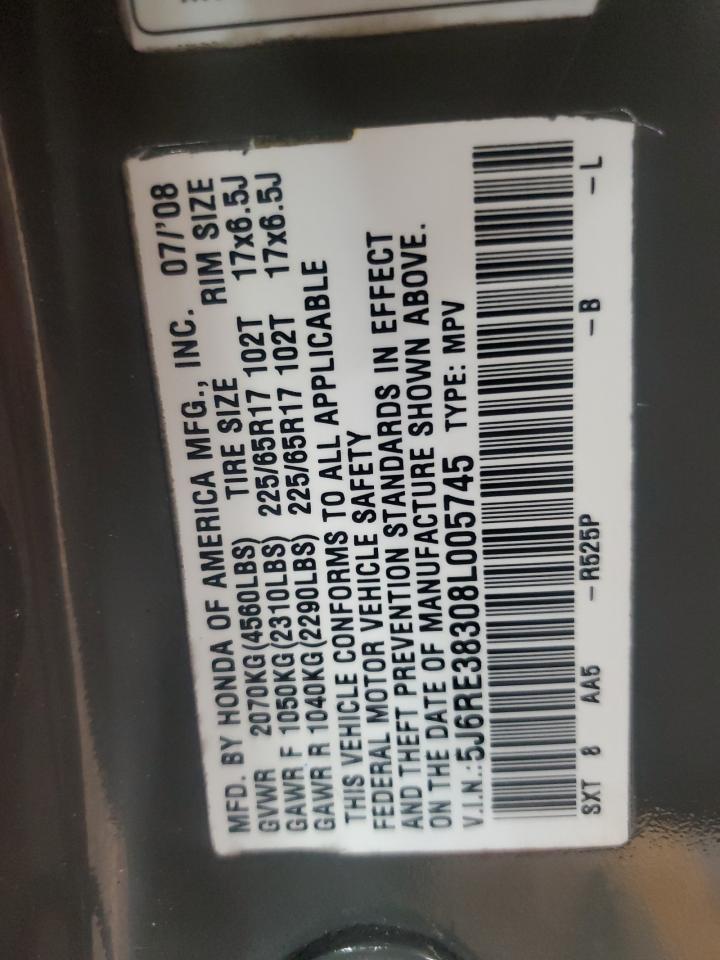 MFD. BY HONDA OF AMERICA MFG., INC. 07/'08
TIRE SIZE RIM SIZE
GVWR 2070KG(4560LBS)
GAWR F 1050KG(2310LBS) 225/65R17 102T 17x6.5J
GAWR R 1040KG(2290LBS) 225/65R17 102T 17x6.5J
THIS VEHICLE CONFORMS TO ALL APPLICABLE
FEDERAL MOTOR VEHICLE SAFETY
AND THEFT PREVENTION STANDARDS IN EFFECT
ON THE DATE OF MANUFACTURE SHOWN ABOVE.
V.I.N.:5J6RE38308L005745 TYPE: MPV
SXT 8 AA5 -R525P -B -L